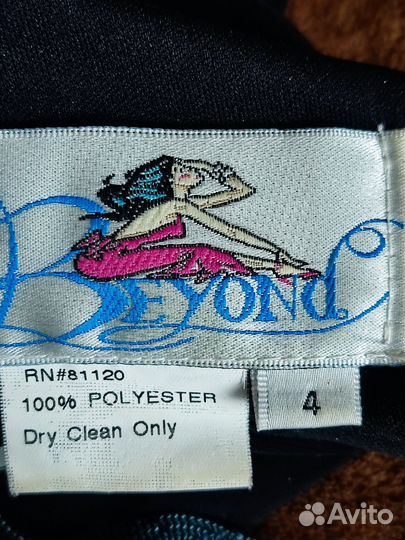 BEYOND
RN#81120
100% POLYESTER
Dry Clean Only
4
Avito